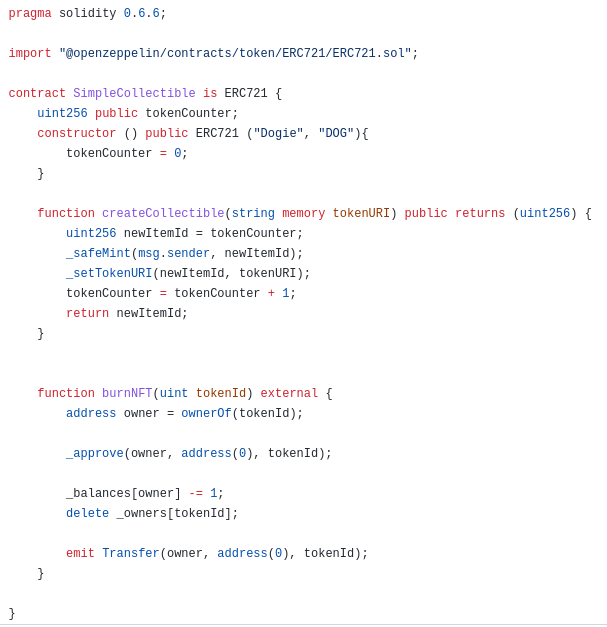 pragma solidity 0.6.6;
import "@openzeppelin/contracts/token/ERC721/ERC721.sol";
contract SimpleCollectible is ERC721 {
uint256 public tokenCounter;
constructor () public ERC721 ("Dogie", "DOG"){
tokenCounter = 0;
}
function createCollectible(string memory tokenURI) public returns (uint256) {
uint256 newItemId = tokenCounter;
_safeMint(msg.sender, newItemId);
_setTokenURI(newItemId, tokenURI);
tokenCounter = tokenCounter + 1;
return newItemId;
}
function burnNFT(uint tokenId) external {
address owner = ownerOf(tokenId);
_approve(owner, address(0), tokenId);
_balances[owner] -= 1;
delete _owners[tokenId];
emit Transfer(owner, address(0), tokenId);
}
}